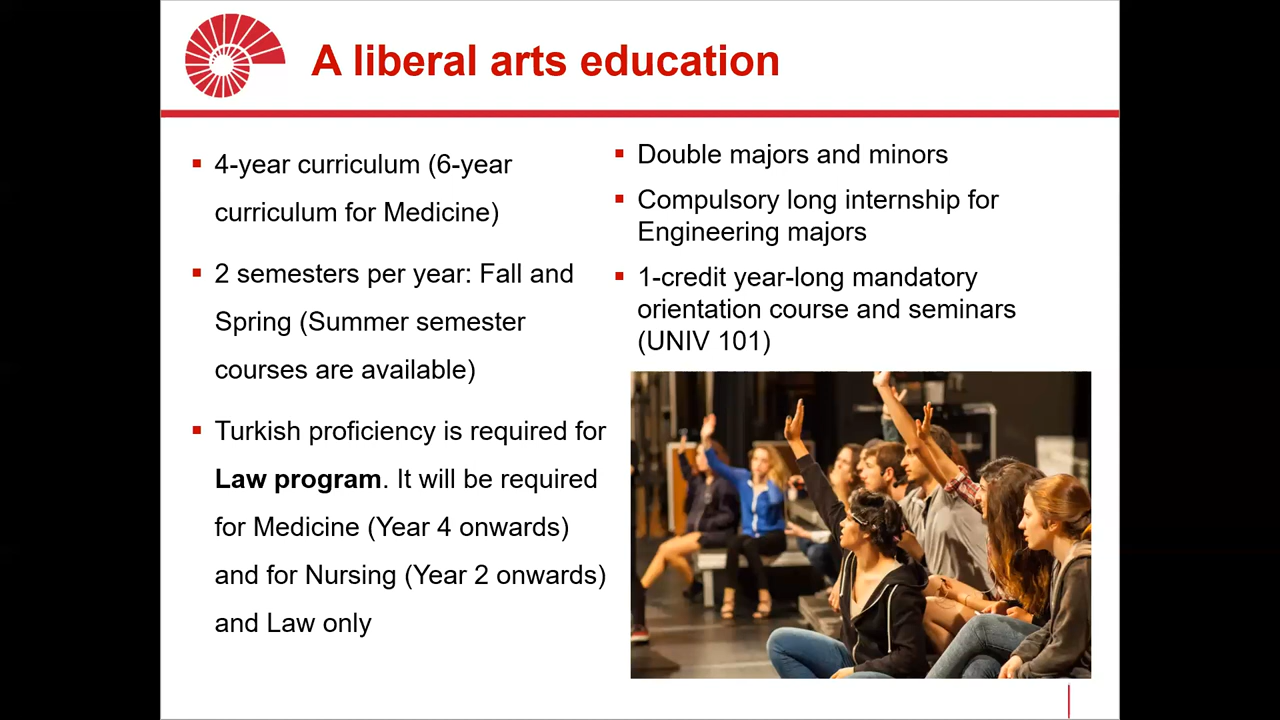 A liberal arts education
▪ 4-year curriculum (6-year
curriculum for Medicine)
▪ 2 semesters per year: Fall and
Spring (Summer semester
courses are available)
▪ Turkish proficiency is required for
Law program. It will be required
for Medicine (Year 4 onwards)
and for Nursing (Year 2 onwards)
and Law only
▪ Double majors and minors
▪ Compulsory long internship for
Engineering majors
▪ 1-credit year-long mandatory
orientation course and seminars
(UNIV 101)